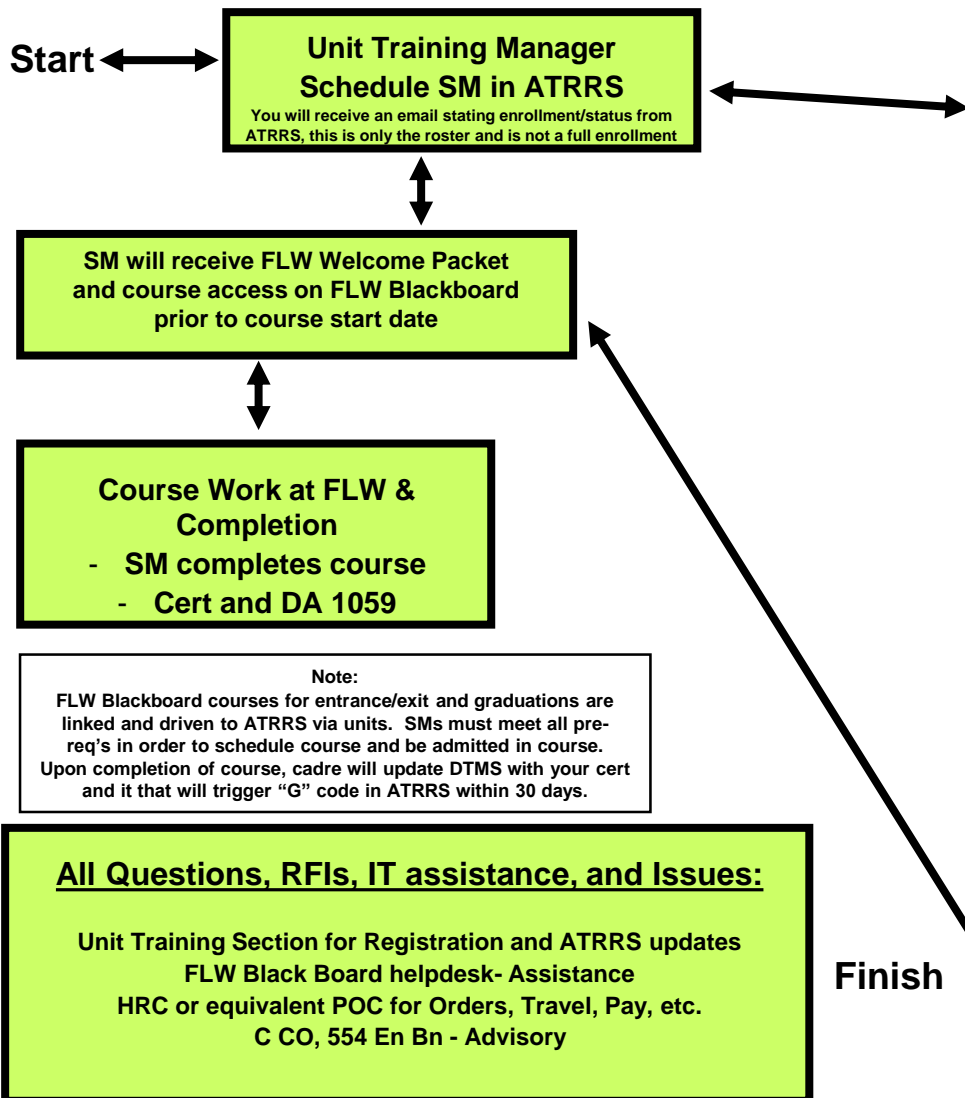 Start
Unit Training Manager
Schedule SM in ATRRS
You will receive an email stating enrollment/status from
ATRRS, this is only the roster and is not a full enrollment
SM will receive FLW Welcome Packet
and course access on FLW Blackboard
prior to course start date
Course Work at FLW &
Completion
- SM completes course
- Cert and DA 1059
Note:
FLW Blackboard courses for entrance/exit and graduations are
linked and driven to ATRRS via units.  SMs must meet all pre-
req's in order to schedule course and be admitted in course.
Upon completion of course, cadre will update DTMS with your cert
and it that will trigger “G” code in ATRRS within 30 days.
All Questions, RFIs, IT assistance, and Issues:
Unit Training Section for Registration and ATRRS updates
FLW Black Board helpdesk- Assistance
HRC or equivalent POC for Orders, Travel, Pay, etc.
C CO, 554 En Bn - Advisory
Finish